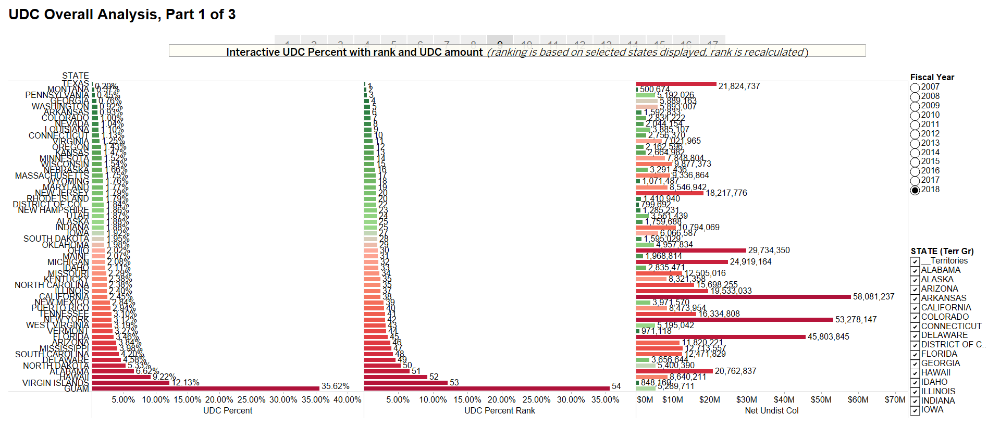 UDC Overall Analysis, Part 1 of 3
1 2 3 4 5 6 7 8 9 10 11 12 13 14 15 16 17
Interactive UDC Percent with rank and UDC amount (ranking is based on selected states displayed, rank is recalculated)
STATE
TEXAS 0.20% 1 21,824,737
MONTANA 0.37% 2 500,674
PENNSYLVANIA 0.45% 3 5,192,026
GEORGIA 0.76% 4 5,889,163
WASHINGTON 0.92% 5 5,893,007
ARKANSAS 0.93% 6 1,592,833
COLORADO 1.00% 7 2,834,222
NEVADA 1.04% 8 2,044,154
LOUISIANA 1.10% 9 3,885,107
CONNECTICUT 1.13% 10 2,756,370
VIRGINIA 1.25% 11 7,021,965
OREGON 1.43% 12 2,162,596
KANSAS 1.47% 13 2,664,982
MINNESOTA 1.52% 14 7,848,804
WISCONSIN 1.54% 15 9,877,373
NEBRASKA 1.66% 16 3,291,436
MASSACHUSETTS 1.75% 17 9,336,864
WYOMING 1.76% 18 1,071,487
MARYLAND 1.77% 19 8,546,942
NEW JERSEY 1.79% 20 18,217,776
RHODE ISLAND 1.79% 20 1,410,940
DISTRICT OF COL.. 1.84% 22 799,692
NEW HAMPSHIRE 1.86% 23 1,285,231
UTAH 1.87% 24 3,561,439
ALASKA 1.88% 25 1,759,688
INDIANA 1.88% 25 10,794,069
IOWA 1.92% 27 6,066,587
SOUTH DAKOTA 1.95% 28 1,595,029
OKLAHOMA 1.98% 29 4,957,834
OHIO 2.02% 30 29,734,350
MAINE 2.07% 31 1,968,814
MICHIGAN 2.08% 32 24,919,164
IDAHO 2.11% 33 2,835,471
MISSOURI 2.29% 34 12,505,016
KENTUCKY 2.38% 35 8,321,358
NORTH CAROLINA 2.38% 35 15,698,255
ILLINOIS 2.40% 37 19,533,033
CALIFORNIA 2.45% 38 58,081,237
NEW MEXICO 2.84% 39 3,971,570
PUERTO RICO 2.94% 40 8,473,954
TENNESSEE 3.10% 41 16,334,808
NEW YORK 3.12% 42 53,278,147
WEST VIRGINIA 3.19% 43 5,195,042
VERMONT 3.27% 44 971,118
FLORIDA 3.46% 45 45,803,845
ARIZONA 3.84% 46 11,820,221
MISSISSIPPI 3.98% 47 12,713,557
SOUTH CAROLINA 4.20% 48 12,471,829
DELAWARE 4.58% 49 3,656,644
NORTH DAKOTA 5.33% 50 5,400,390
ALABAMA 6.62% 51 20,762,837
HAWAII 9.22% 52 8,640,211
VIRGIN ISLANDS 12.13% 53 848,169
GUAM 35.62% 54 5,289,711
5.00% 10.00% 15.00% 20.00% 25.00% 30.00% 35.00% 40.00% 5.00% 10.00% 15.00% 20.00% 25.00% 30.00% 35.00% $0M $10M $20M $30M $40M $50M $60M $70M
UDC Percent UDC Percent Rank Net Undist Col
Fiscal Year
2007
2008
2009
2010
2011
2012
2013
2014
2015
2016
2017
2018
STATE (Terr Gr)
__Territories
ALABAMA
ALASKA
ARIZONA
ARKANSAS
CALIFORNIA
COLORADO
CONNECTICUT
DELAWARE
DISTRICT OF C..
FLORIDA
GEORGIA
HAWAII
IDAHO
ILLINOIS
INDIANA
IOWA